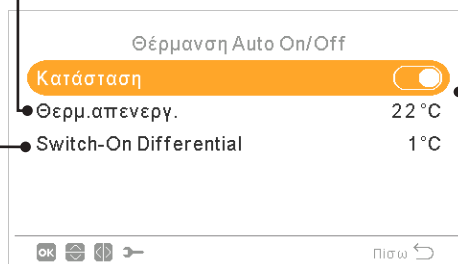 Θέρμανση Auto On/Off
Κατάσταση
Θερμ.απενεργ. 22°C
Switch-On Differential 1°C
OK Πίσω